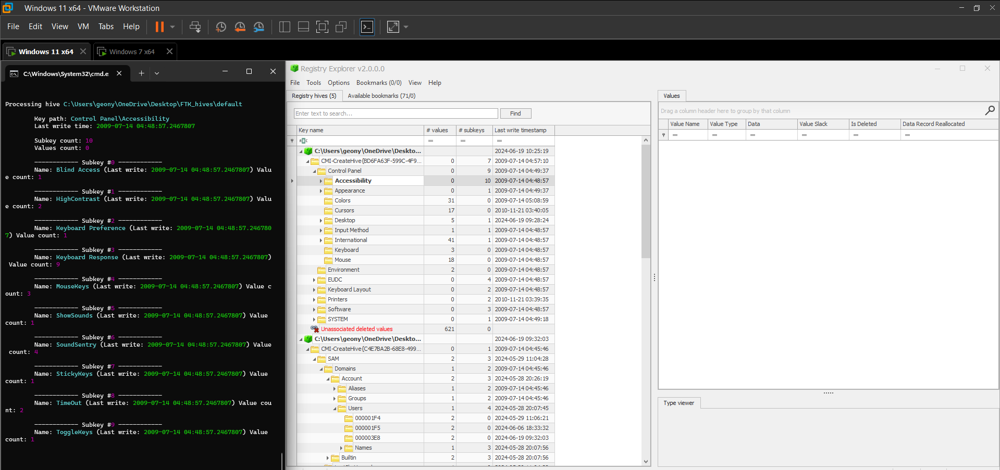 Windows 11 x64 - VMware Workstation
File Edit View VM Tabs Help
Windows 11 x64
Windows 7 x64
C:\Windows\System32\cmd.e
Processing hive C:\Users\geony\OneDrive\Desktop\FTK_hives\default
Key path: Control Panel\Accessibility
Last write time: 2009-07-14 04:48:57.2467807
Subkey count: 10
Values count: 0
------------ Subkey #0 ------------
Name: Blind Access (Last write: 2009-07-14 04:48:57.2467807) Valu
e count: 1
------------ Subkey #1 ------------
Name: HighContrast (Last write: 2009-07-14 04:48:57.2467807) Valu
e count: 2
------------ Subkey #2 ------------
Name: Keyboard Preference (Last write: 2009-07-14 04:48:57.246780
7) Value count: 1
------------ Subkey #3 ------------
Name: Keyboard Response (Last write: 2009-07-14 04:48:57.2467807)
Value count: 9
------------ Subkey #4 ------------
Name: MouseKeys (Last write: 2009-07-14 04:48:57.2467807) Value c
ount: 3
------------ Subkey #5 ------------
Name: ShowSounds (Last write: 2009-07-14 04:48:57.2467807) Value
count: 1
------------ Subkey #6 ------------
Name: SoundSentry (Last write: 2009-07-14 04:48:57.2467807) Value
count: 4
------------ Subkey #7 ------------
Name: StickyKeys (Last write: 2009-07-14 04:48:57.2467807) Value
count: 1
------------ Subkey #8 ------------
Name: TimeOut (Last write: 2009-07-14 04:48:57.2467807) Value cou
nt: 2
------------ Subkey #9 ------------
Name: ToggleKeys (Last write: 2009-07-14 04:48:57.2467807) Value
count: 1
Registry Explorer v2.0.0.0
File Tools Options Bookmarks (0/0) View Help
Registry hives (5) Available bookmarks (71/0)
Enter text to search... Find
Key name # values # subkeys Last write timestamp
= = =
C:\Users\geony\OneDrive\Deskto... 2024-06-19 10:25:19
CMI-CreateHive{BD6FA63F-599C-4F9... 0 7 2009-07-14 04:57:10
Control Panel 0 9 2009-07-14 04:49:37
Accessibility 0 10 2009-07-14 04:48:57
Appearance 0 1 2009-07-14 04:49:37
Colors 31 0 2009-07-14 05:08:59
Cursors 17 0 2010-11-21 03:40:05
Desktop 5 1 2024-06-19 09:28:24
Input Method 1 1 2009-07-14 04:48:57
International 41 1 2009-07-14 04:48:57
Keyboard 3 0 2009-07-14 04:48:57
Mouse 18 0 2009-07-14 04:48:57
Environment 2 0 2009-07-14 04:48:57
EUDC 0 4 2009-07-14 04:48:57
Keyboard Layout 0 2 2009-07-14 04:48:57
Printers 0 2 2010-11-21 03:39:35
Software 0 3 2009-07-14 04:48:57
SYSTEM 0 1 2009-07-14 04:49:18
Unassociated deleted values 621 0
C:\Users\geony\OneDrive\Deskto... 2024-06-19 09:32:03
CMI-CreateHive{C4E7BA2B-68E8-499... 0 1 2009-07-14 04:45:46
SAM 2 3 2024-05-29 11:04:28
Domains 1 2 2009-07-14 04:45:46
Account 2 3 2024-05-28 20:26:19
Aliases 1 2 2009-07-14 04:45:46
Groups 1 2 2009-07-14 04:45:46
Users 1 4 2024-05-28 20:07:45
000001F4 2 0 2024-05-29 11:06:21
000001F5 2 0 2024-06-06 18:33:32
000003E8 2 0 2024-06-19 09:32:03
Names 1 3 2024-05-28 20:07:56
Builtin 2 3 2024-05-28 20:07:56
Values
Drag a column header here to group by that column
Value Name Value Type Data Value Slack Is Deleted Data Record Reallocated
= = = = = =
Type viewer